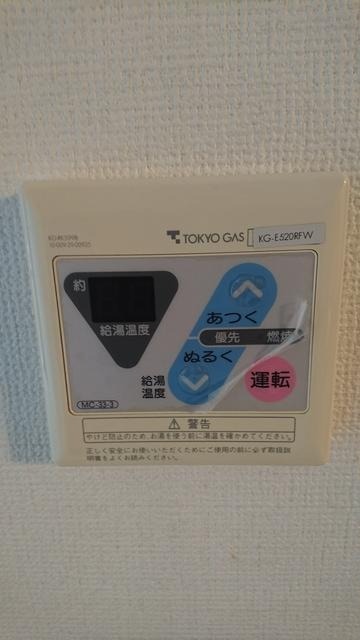 TOKYO GAS KG-E520RFW
約
給湯温度
あつく
優先 燃焼
ぬるく
給湯
温度
運転
MC-33-3
⚠ 警告
やけど防止のため、お湯を使う前に湯温を確かめてください。
正しく安全にお使いいただくためにご使用の前に必ず取扱説
明書をよくお読みください。